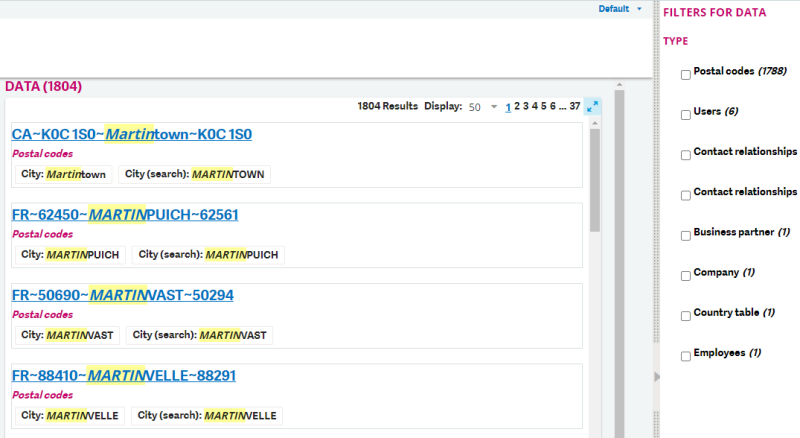 Default
FILTERS FOR DATA
TYPE
Postal codes (1788)
Users (6)
Contact relationships
Contact relationships
Business partner (1)
Company (1)
Country table (1)
Employees (1)
DATA (1804)
1804 Results Display: 50 1 2 3 4 5 6 ... 37
CA~K0C 1S0~Martintown~K0C 1S0
Postal codes
City: Martintown City (search): MARTINTOWN
FR~62450~MARTINPUICH~62561
Postal codes
City: MARTINPUICH City (search): MARTINPUICH
FR~50690~MARTINVAST~50294
Postal codes
City: MARTINVAST City (search): MARTINVAST
FR~88410~MARTINVELLE~88291
Postal codes
City: MARTINVELLE City (search): MARTINVELLE